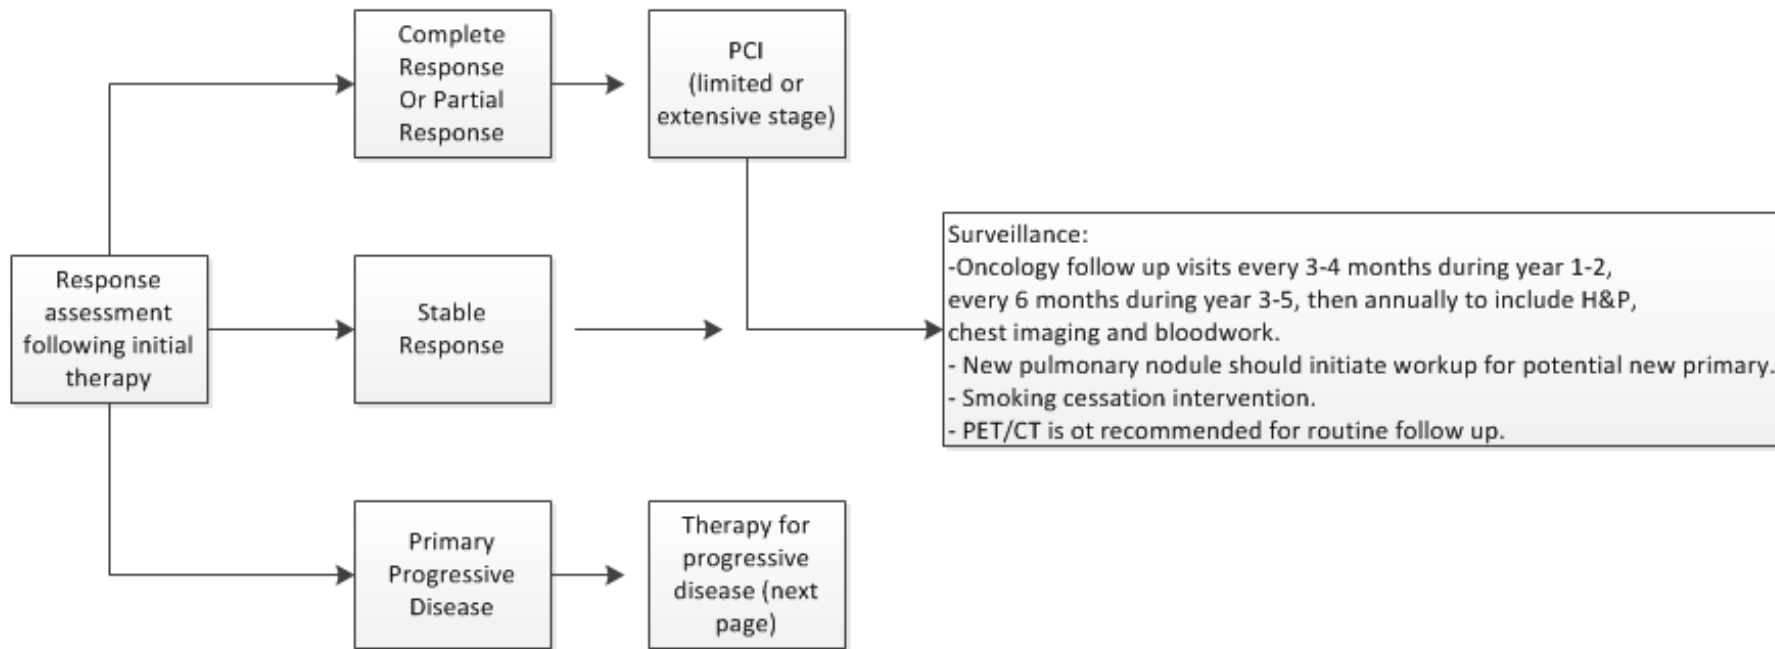 Complete
Response
Or Partial
Response
PCI
(limited or
extensive stage)
Response
assessment
following initial
therapy
Stable
Response
Surveillance:
-Oncology follow up visits every 3-4 months during year 1-2,
every 6 months during year 3-5, then annually to include H&P,
chest imaging and bloodwork.
- New pulmonary nodule should initiate workup for potential new primary.
- Smoking cessation intervention.
- PET/CT is ot recommended for routine follow up.
Primary
Progressive
Disease
Therapy for
progressive
disease (next
page)